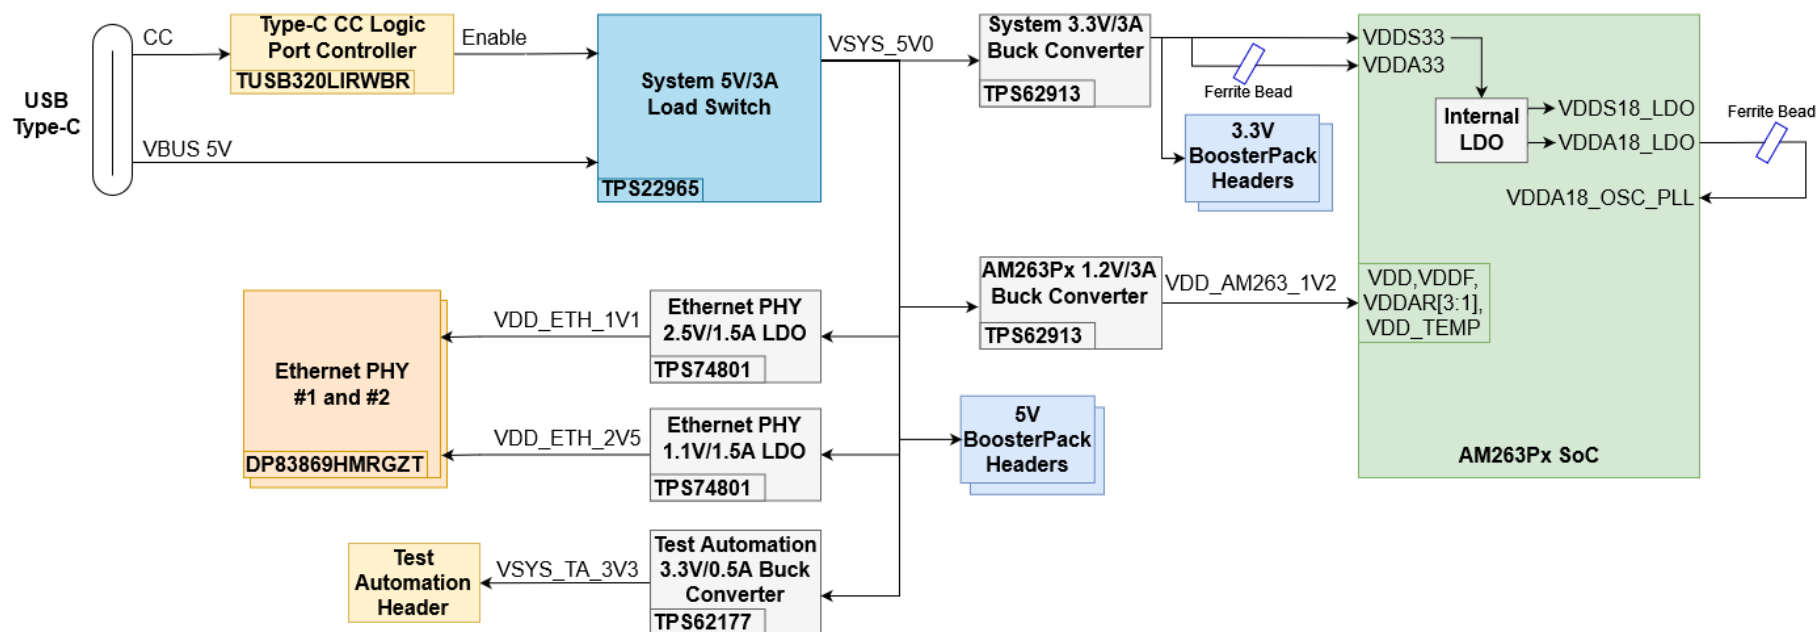 USB
Type-C
CC
Type-C CC Logic
Port Controller
TUSB320LIRWBR
Enable
VBUS 5V
System 5V/3A
Load Switch
TPS22965
VSYS_5V0
System 3.3V/3A
Buck Converter
TPS62913
Ferrite Bead
3.3V
BoosterPack
Headers
VDDS33
VDDA33
Internal
LDO
VDDS18_LDO
VDDA18_LDO
Ferrite Bead
VDDA18_OSC_PLL
AM263Px 1.2V/3A
Buck Converter
TPS62913
VDD_AM263_1V2
VDD,VDDF,
VDDAR[3:1],
VDD_TEMP
AM263Px SoC
Ethernet PHY
#1 and #2
DP83869HMRGZT
VDD_ETH_1V1
Ethernet PHY
2.5V/1.5A LDO
TPS74801
VDD_ETH_2V5
Ethernet PHY
1.1V/1.5A LDO
TPS74801
5V
BoosterPack
Headers
Test
Automation
Header
VSYS_TA_3V3
Test Automation
3.3V/0.5A Buck
Converter
TPS62177